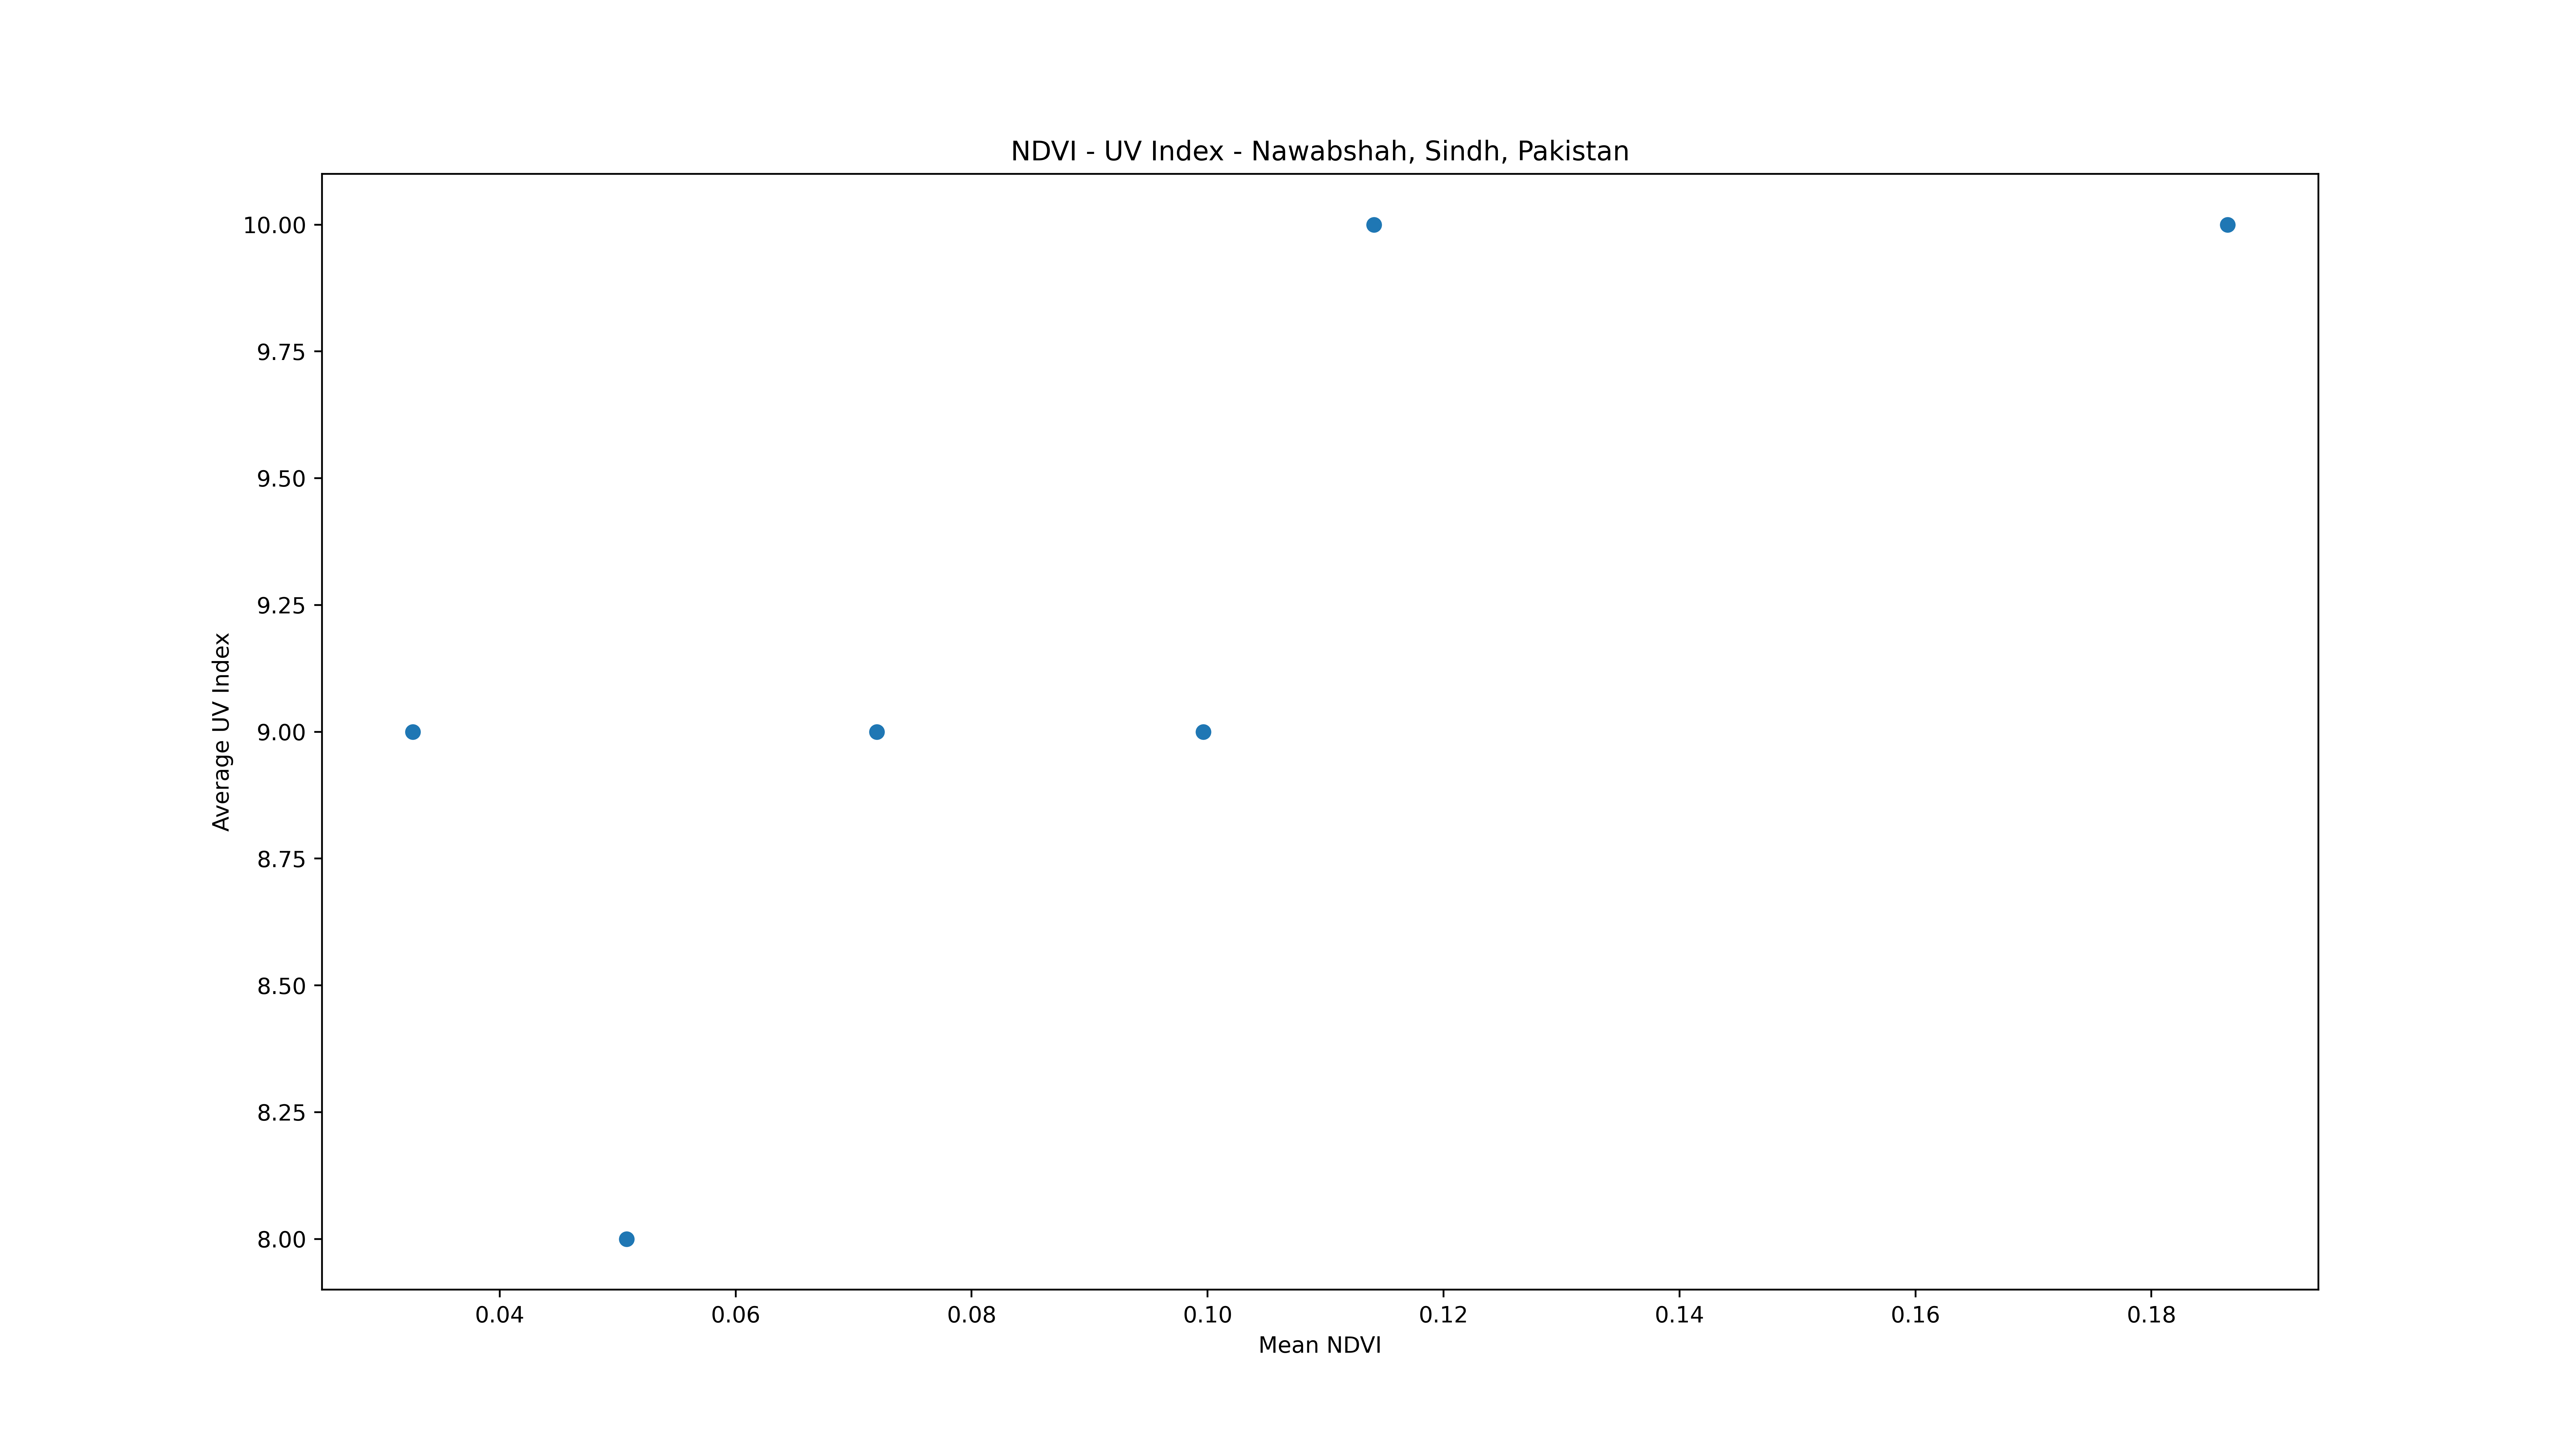 NDVI - UV Index - Nawabshah, Sindh, Pakistan
10.00
9.75
9.50
9.25
9.00
8.75
8.50
8.25
8.00
Average UV Index
0.04 0.06 0.08 0.10 0.12 0.14 0.16 0.18
Mean NDVI